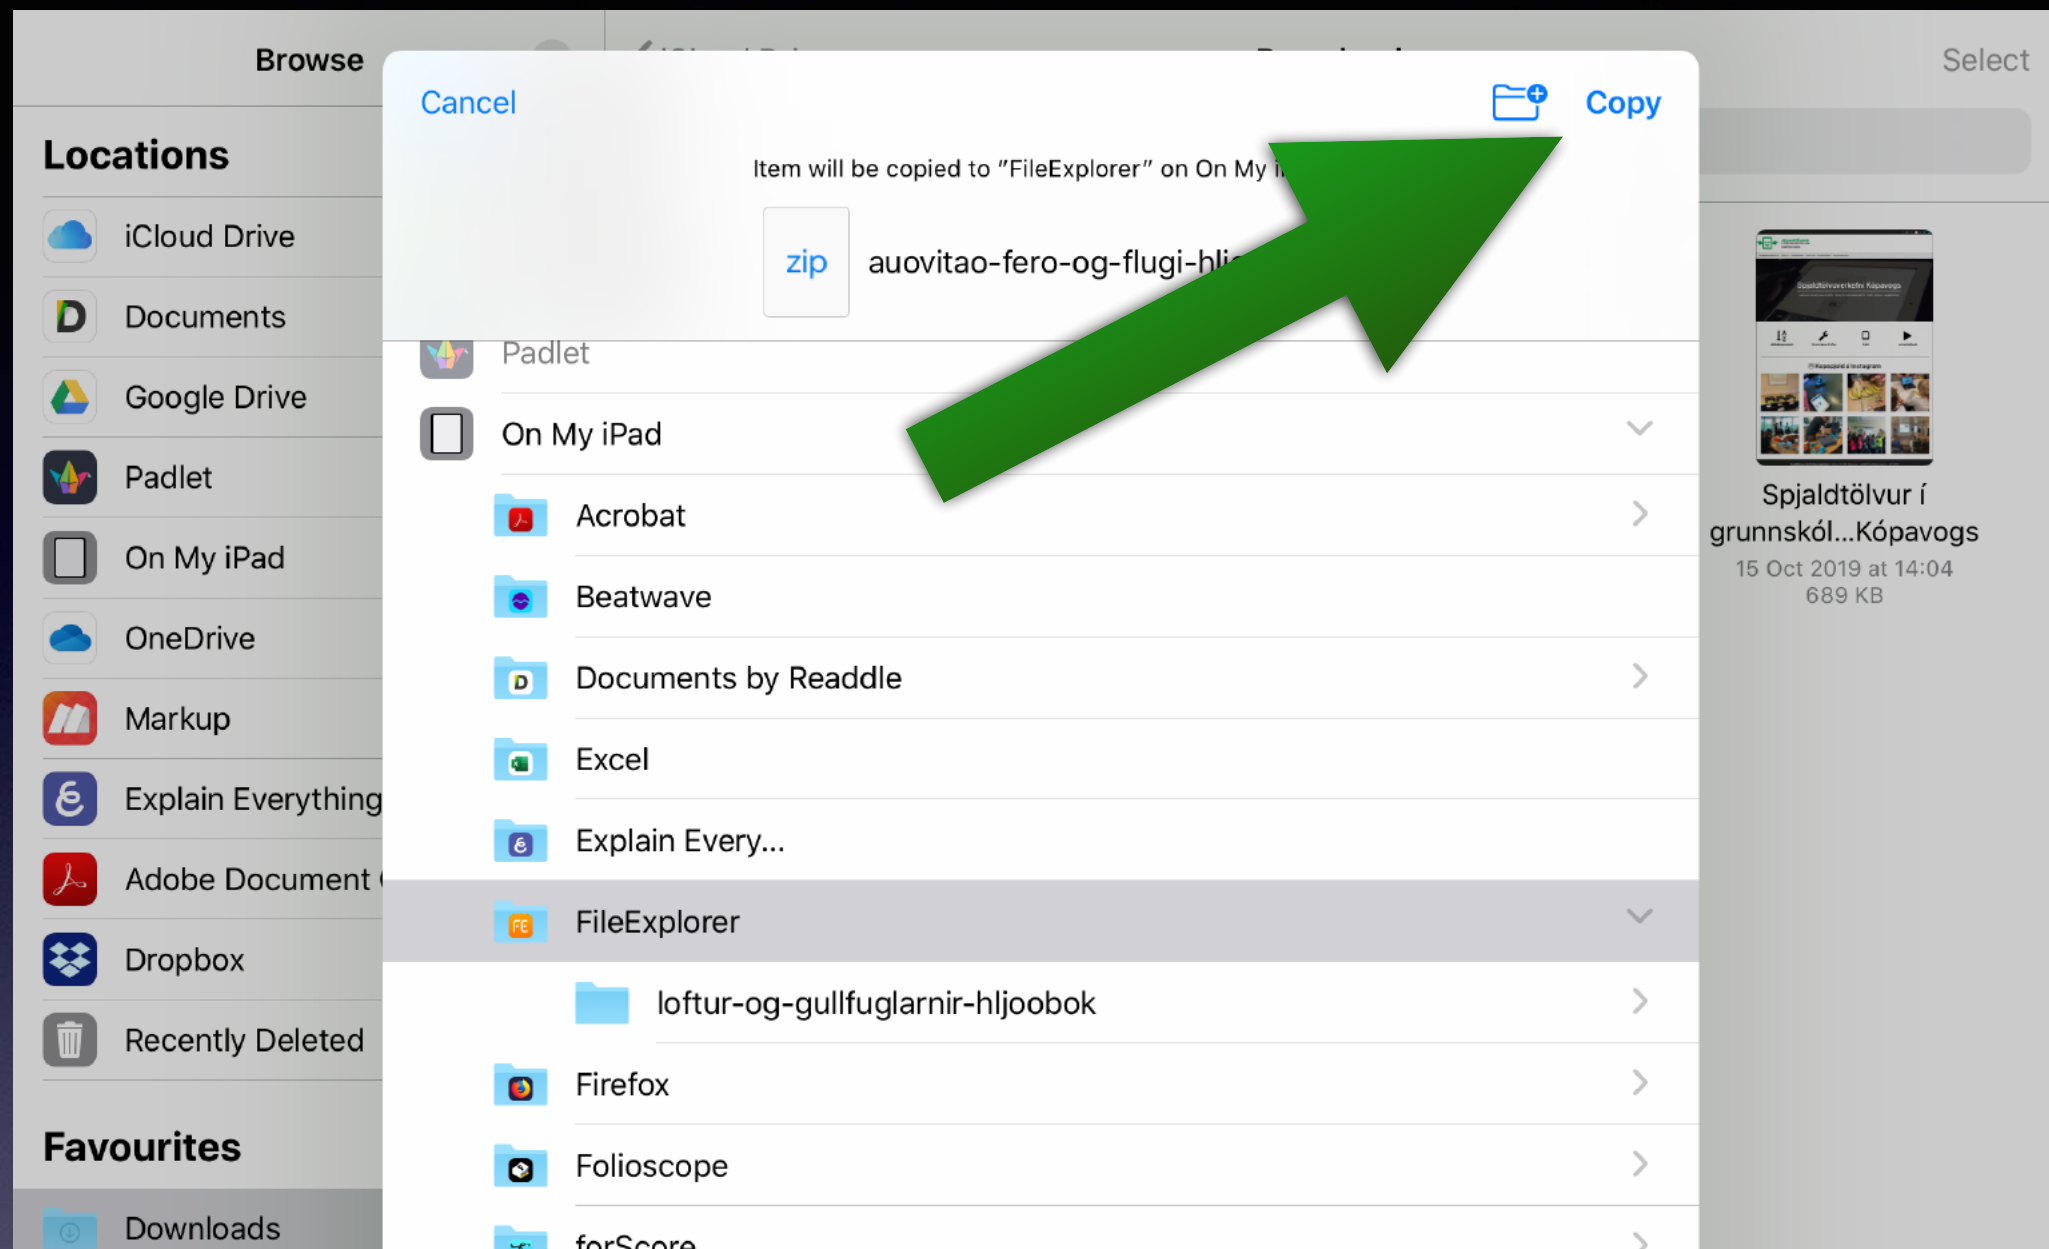 Browse
Select
Cancel
Copy
Item will be copied to "FileExplorer" on On My
zip
auovitao-fero-og-flugi-
Locations
iCloud Drive
Documents
Google Drive
Padlet
On My iPad
OneDrive
Markup
Explain Everything
Adobe Document
Dropbox
Recently Deleted
Favourites
Downloads
Padlet
On My iPad
Acrobat
Beatwave
Documents by Readdle
Excel
Explain Every...
FileExplorer
FE
loftur-og-gullfuglarnir-hljoobok
Firefox
Folioscope
forScore
Spjaldtölvuverkefni Kópavogs
Spjaldtölvur í
grunnskól...Kópavogs
15 Oct 2019 at 14:04
689 KB